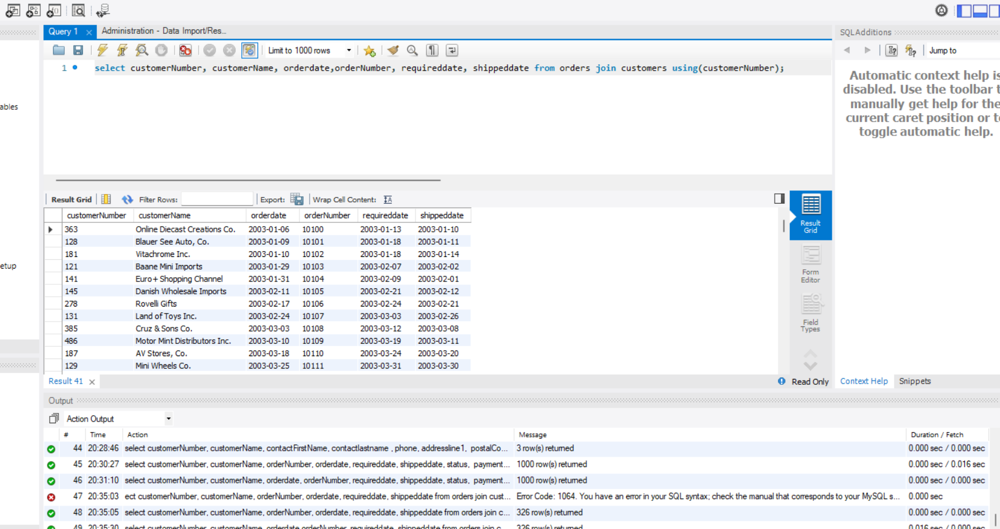 Query 1
Administration - Data Import/Res...
SQLAdditions
Limit to 1000 rows
Jump to
1 select customerNumber, customerName, orderdate,orderNumber, requireddate, shippeddate from orders join customers using(customerNumber);
Automatic context help is
disabled. Use the toolbar t
manually get help for the
current caret position or to
toggle automatic help.
ables
etup
Result Grid Filter Rows: Export: Wrap Cell Content:
customerNumber customerName orderdate orderNumber requireddate shippeddate
363 Online Diecast Creations Co. 2003-01-06 10100 2003-01-13 2003-01-10
128 Blauer See Auto, Co. 2003-01-09 10101 2003-01-18 2003-01-11
181 Vitachrome Inc. 2003-01-10 10102 2003-01-18 2003-01-14
121 Baane Mini Imports 2003-01-29 10103 2003-02-07 2003-02-02
141 Euro+ Shopping Channel 2003-01-31 10104 2003-02-09 2003-02-01
145 Danish Wholesale Imports 2003-02-11 10105 2003-02-21 2003-02-12
278 Rovelli Gifts 2003-02-17 10106 2003-02-24 2003-02-21
131 Land of Toys Inc. 2003-02-24 10107 2003-03-03 2003-02-26
385 Cruz & Sons Co. 2003-03-03 10108 2003-03-12 2003-03-08
486 Motor Mint Distributors Inc. 2003-03-10 10109 2003-03-19 2003-03-11
187 AV Stores, Co. 2003-03-18 10110 2003-03-24 2003-03-20
129 Mini Wheels Co. 2003-03-25 10111 2003-03-31 2003-03-30
Result
Grid
Form
Editor
Field
Types
Result 41
Read Only
Context Help Snippets
Output
Action Output
# Time Action Message Duration / Fetch
44 20:28:46 select customerNumber, customerName, contactFirstName, contactlastname , phone, addressline1, postalCo... 3 row(s) returned 0.000 sec / 0.000 sec
45 20:30:27 select customerNumber, customerName, orderNumber, orderdate, requireddate, shippeddate, status, payment... 1000 row(s) returned 0.000 sec / 0.016 sec
46 20:31:10 select customerNumber, customerName, orderdate, orderNumber, requireddate, shippeddate, status, payment... 1000 row(s) returned 0.000 sec / 0.000 sec
47 20:35:03 ect customerNumber, customerName, orderNumber, orderdate, requireddate, shippeddate from orders join cust... Error Code: 1064. You have an error in your SQL syntax; check the manual that corresponds to your MySQL s... 0.000 sec
48 20:35:05 select customerNumber, customerName, orderNumber, orderdate, requireddate, shippeddate from orders join c... 326 row(s) returned 0.000 sec / 0.000 sec
49 20:35:30 select customerNumber, customerName, orderdate,orderNumber, requireddate, shippeddate from orders join c... 326 row(s) returned 0.016 sec / 0.000 sec